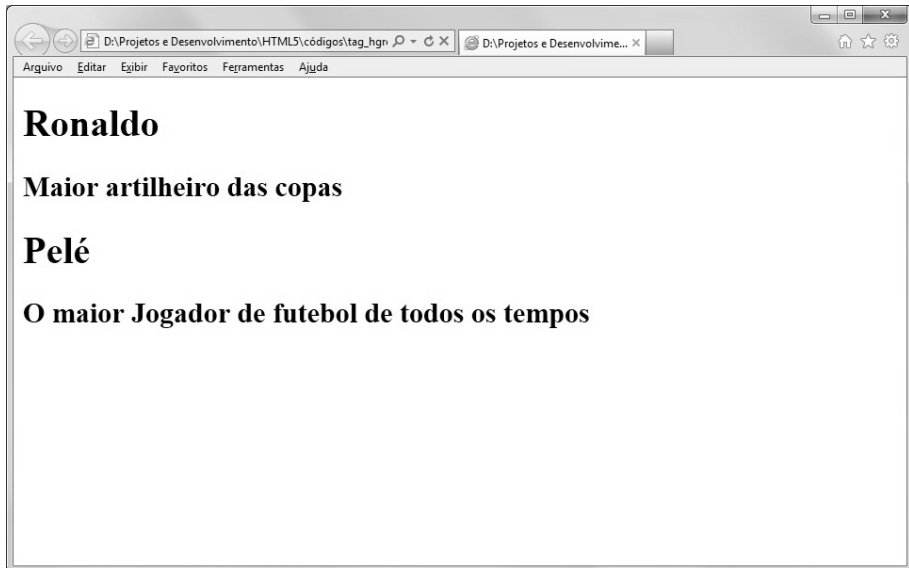 D:\Projetos e Desenvolvimento\HTML5\códigos\tag_hgr
D:\Projetos e Desenvolvime...
Arquivo Editar Exibir Favoritos Ferramentas Ajuda
Ronaldo
Maior artilheiro das copas
Pelé
O maior Jogador de futebol de todos os tempos